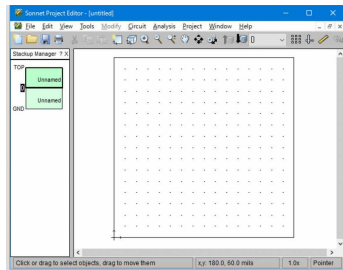 Sonnet Project Editor - [untitled]
File Edit View Tools Modify Circuit Analysis Project Window Help
0
Stackup Manager ? X
TOP
Unnamed
0
Unnamed
GND
Click or drag to select objects, drag to move them
x,y: 180.0, 60.0 mils
1.0x
Pointer